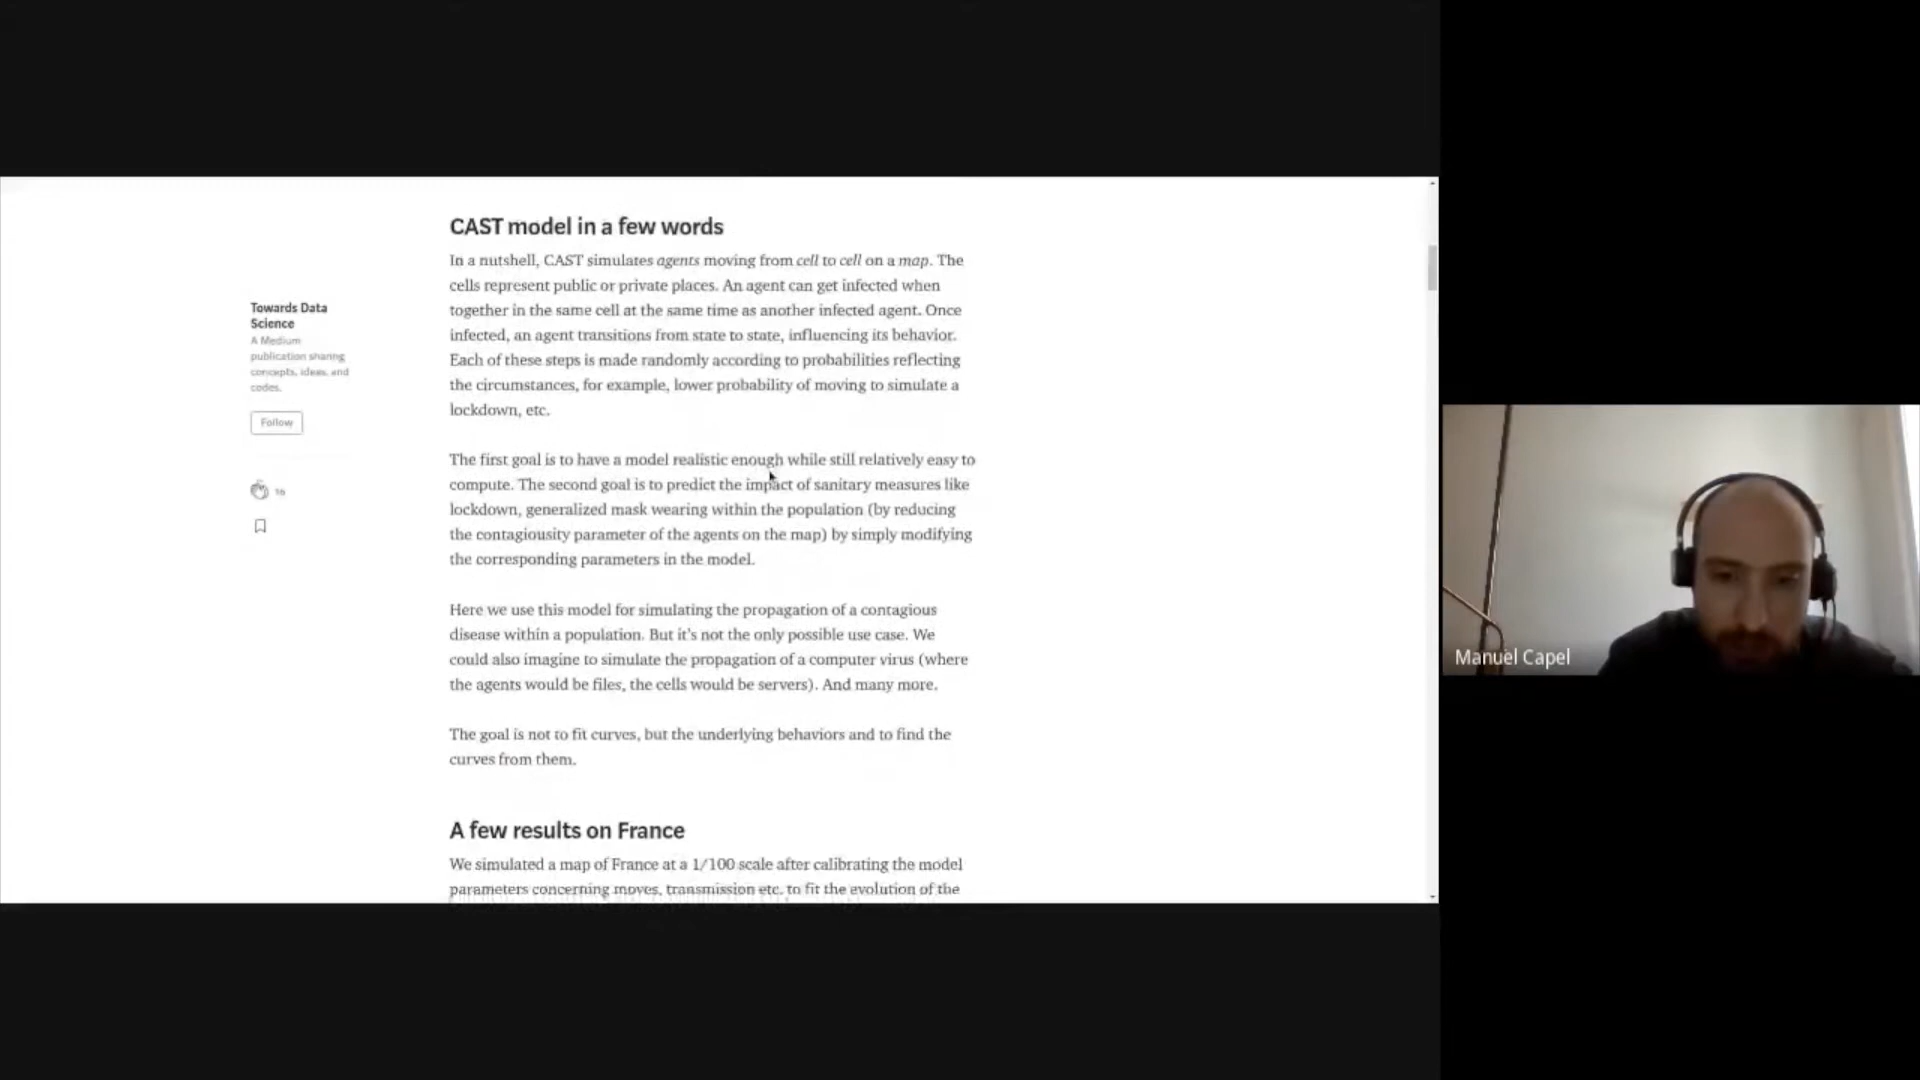 CAST model in a few words
In a nutshell, CAST simulates agents moving from cell to cell on a map. The
cells represent public or private places. An agent can get infected when
together in the same cell at the same time as another infected agent. Once
infected, an agent transitions from state to state, influencing its behavior.
Each of these steps is made randomly according to probabilities reflecting
the circumstances, for example, lower probability of moving to simulate a
lockdown, etc.
Towards Data
Science
A Medium
publication sharing
concepts, ideas, and
codes.
Follow
16
The first goal is to have a model realistic enough while still relatively easy to
compute. The second goal is to predict the impact of sanitary measures like
lockdown, generalized mask wearing within the population (by reducing
the contagiousity parameter of the agents on the map) by simply modifying
the corresponding parameters in the model.
Here we use this model for simulating the propagation of a contagious
disease within a population. But it's not the only possible use case. We
could also imagine to simulate the propagation of a computer virus (where
the agents would be files, the cells would be servers). And many more.
The goal is not to fit curves, but the underlying behaviors and to find the
curves from them.
A few results on France
We simulated a map of France at a 1/100 scale after calibrating the model
parameters concerning moves, transmission etc. to fit the evolution of the
Manuel Capel